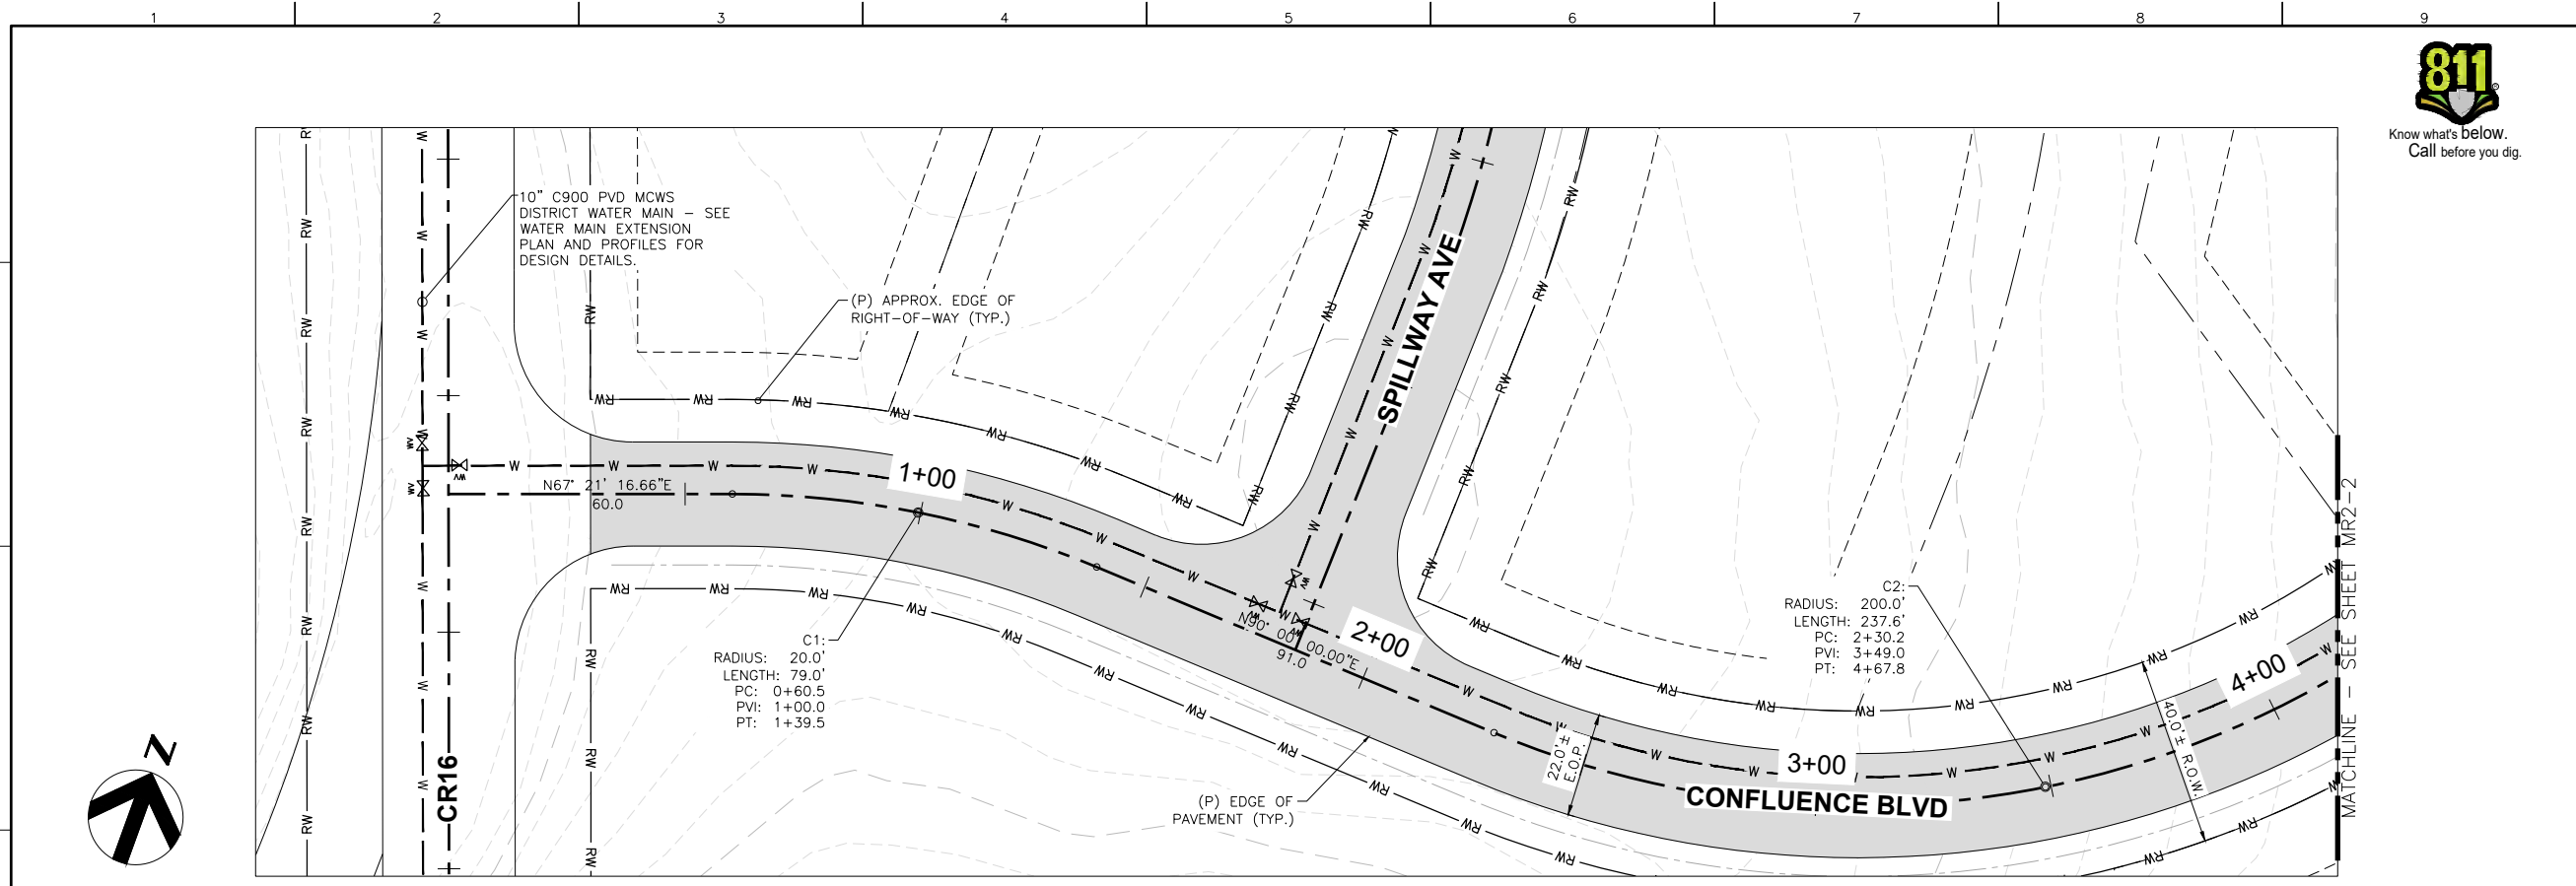 1 2 3 4 5 6 7 8 9
811
Know what's below.
Call before you dig.
10" C900 PVD MCWS
DISTRICT WATER MAIN – SEE
WATER MAIN EXTENSION
PLAN AND PROFILES FOR
DESIGN DETAILS.
(P) APPROX. EDGE OF
RIGHT–OF–WAY (TYP.)
SPILLWAY AVE
RW
W
WV
1+00
N67° 21' 16.66"E
60.0
N90° 00' 00.00"E
91.0
2+00
C1:
RADIUS: 20.0'
LENGTH: 79.0'
PC: 0+60.5
PVI: 1+00.0
PT: 1+39.5
C2:
RADIUS: 200.0'
LENGTH: 237.6'
PC: 2+30.2
PVI: 3+49.0
PT: 4+67.8
22.0'±
E.O.P.
3+00
CONFLUENCE BLVD
4+00
40.0'± R.O.W.
MATCHLINE – SEE SHEET MR2–2
(P) EDGE OF
PAVEMENT (TYP.)
CR16
N